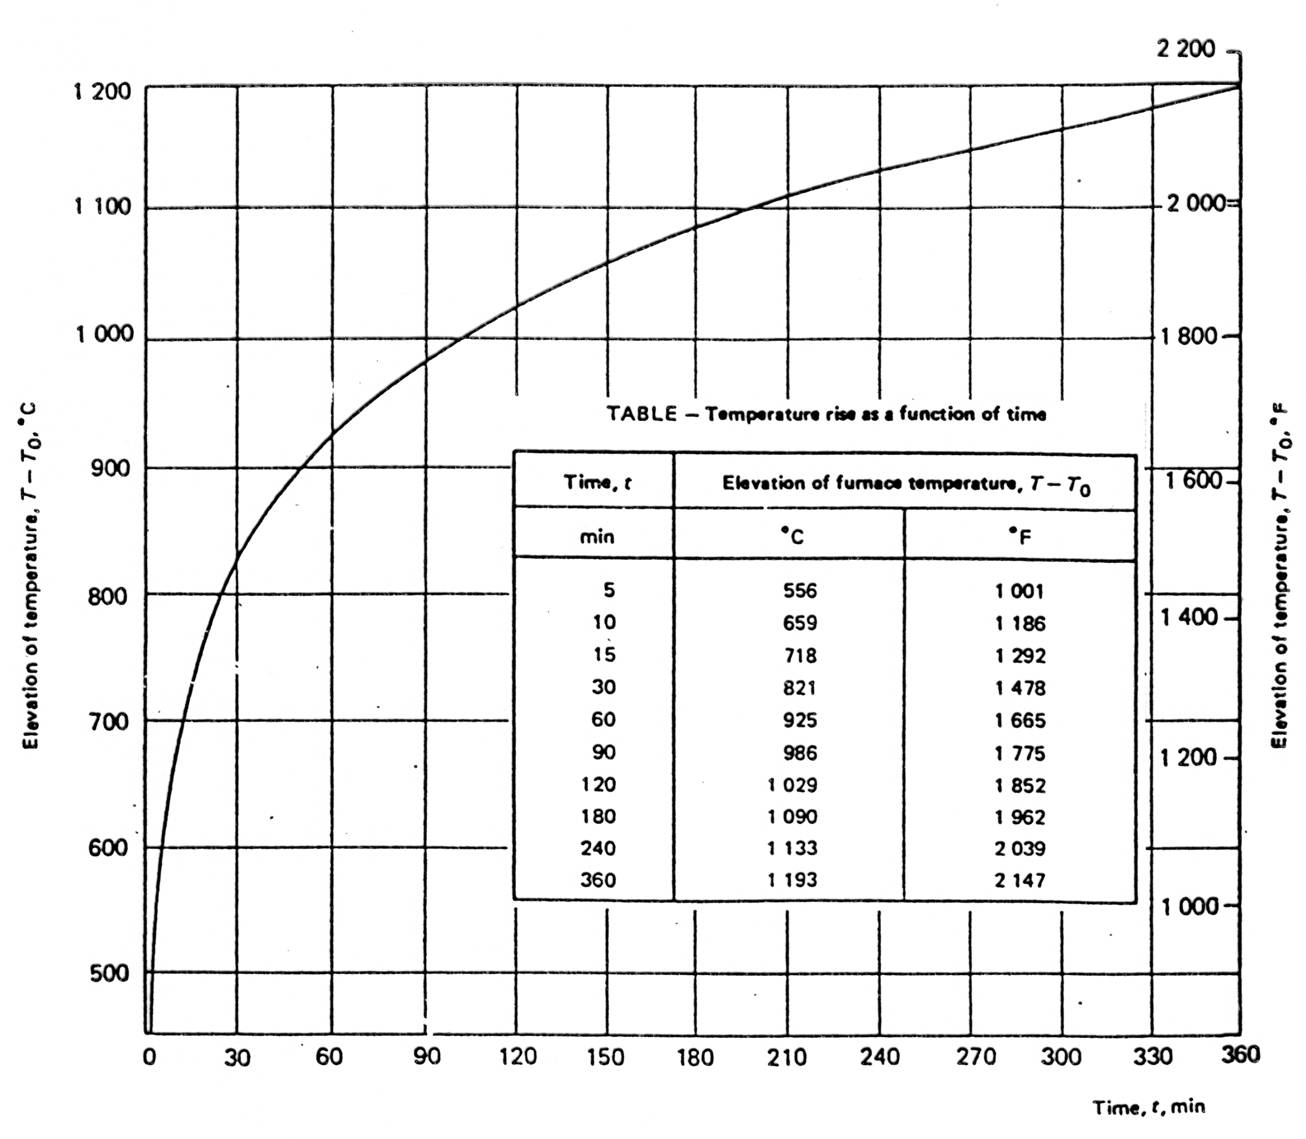 2 200
1 200
1 100
2 000
1 000
1 800
TABLE – Temperature rise as a function of time
900
Time, t
Elevation of furnace temperature, T – T0
1 600
min
°C
°F
5 556 1 001
800
10 659 1 186
1 400
15 718 1 292
30 821 1 478
700
60 925 1 665
90 986 1 775
1 200
120 1 029 1 852
180 1 090 1 962
600
240 1 133 2 039
360 1 193 2 147
1 000
500
Elevation of temperature, T – T0, °C
Elevation of temperature, T – T0, °F
0 30 60 90 120 150 180 210 240 270 300 330 360
Time, t, min